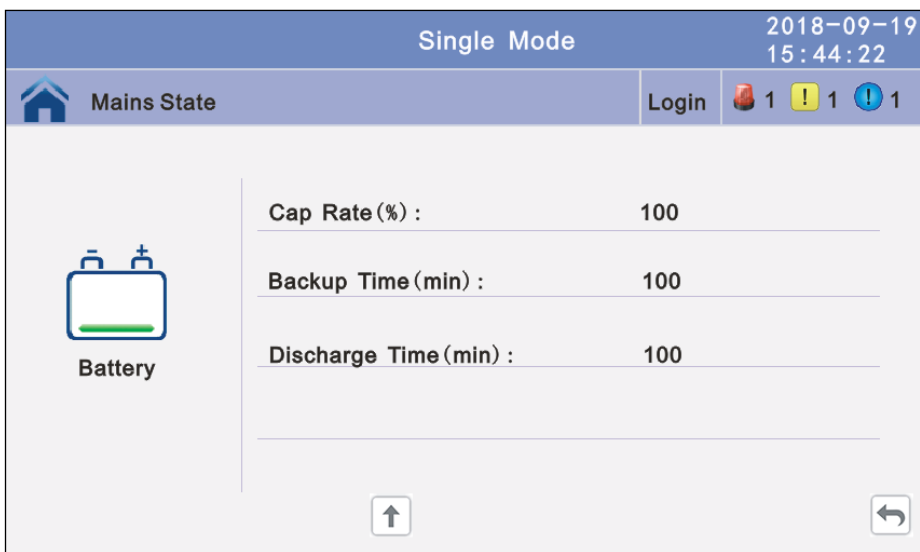 Single Mode
2018-09-19
15:44:22
Mains State
Login
1
! 1
! 1
Cap Rate(%): 100
Backup Time(min): 100
Discharge Time(min): 100
Battery